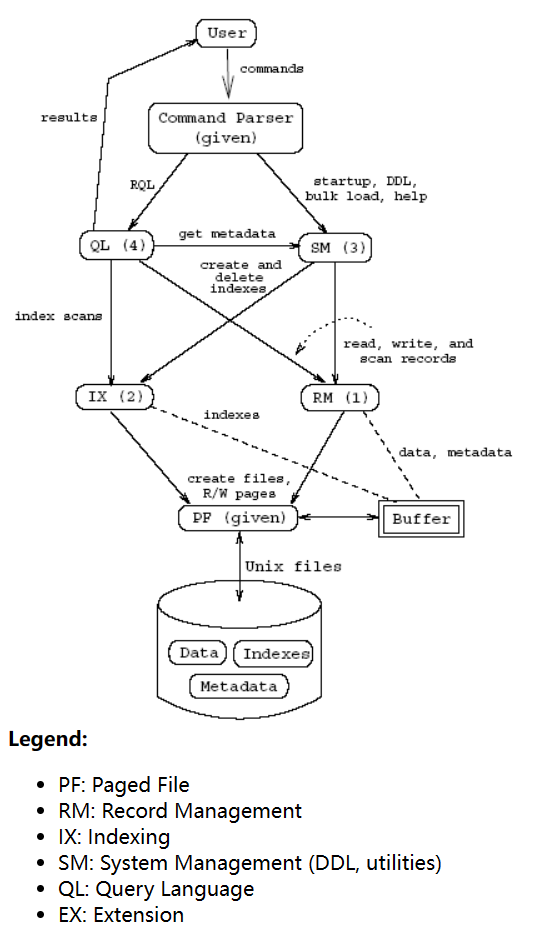 User
commands
results
Command Parser
(given)
RQL
startup, DDL,
bulk load, help
get metadata
QL (4)
SM (3)
create and
delete
indexes
index scans
read, write, and
scan records
IX (2)
RM (1)
indexes
data, metadata
create files,
R/W pages
PF (given)
Buffer
Unix files
Data
Indexes
Metadata
Legend:
• PF: Paged File
• RM: Record Management
• IX: Indexing
• SM: System Management (DDL, utilities)
• QL: Query Language
• EX: Extension